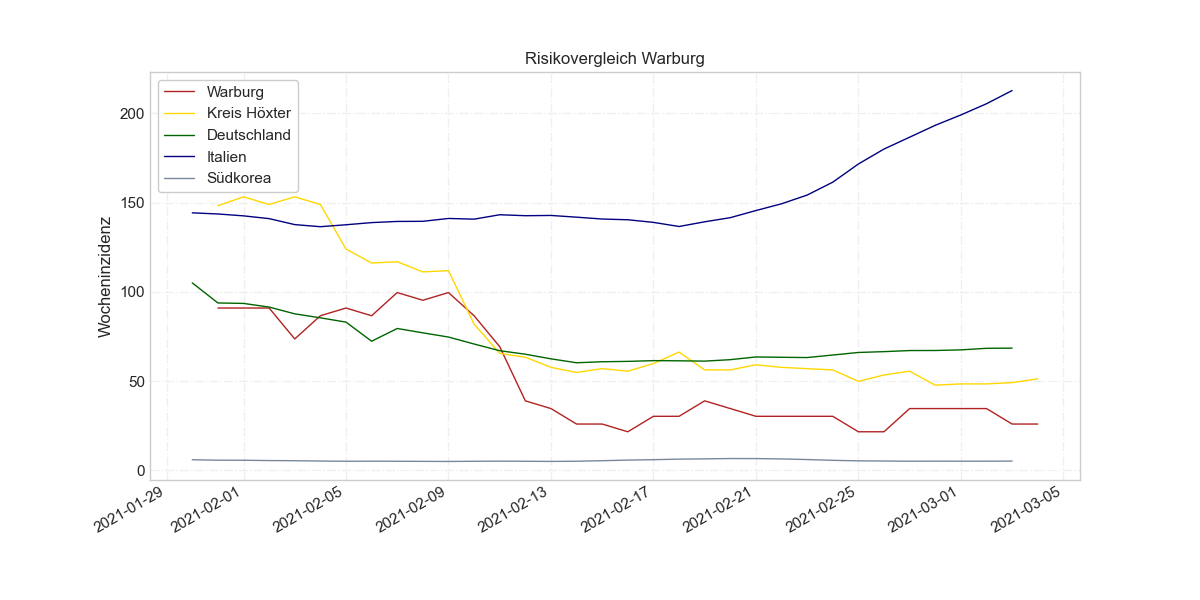 Risikovergleich Warburg
Warburg
Kreis Höxter
Deutschland
Italien
Südkorea
Wocheninzidenz
200
150
100
50
0
2021-01-29
2021-02-01
2021-02-05
2021-02-09
2021-02-13
2021-02-17
2021-02-21
2021-02-25
2021-03-01
2021-03-05